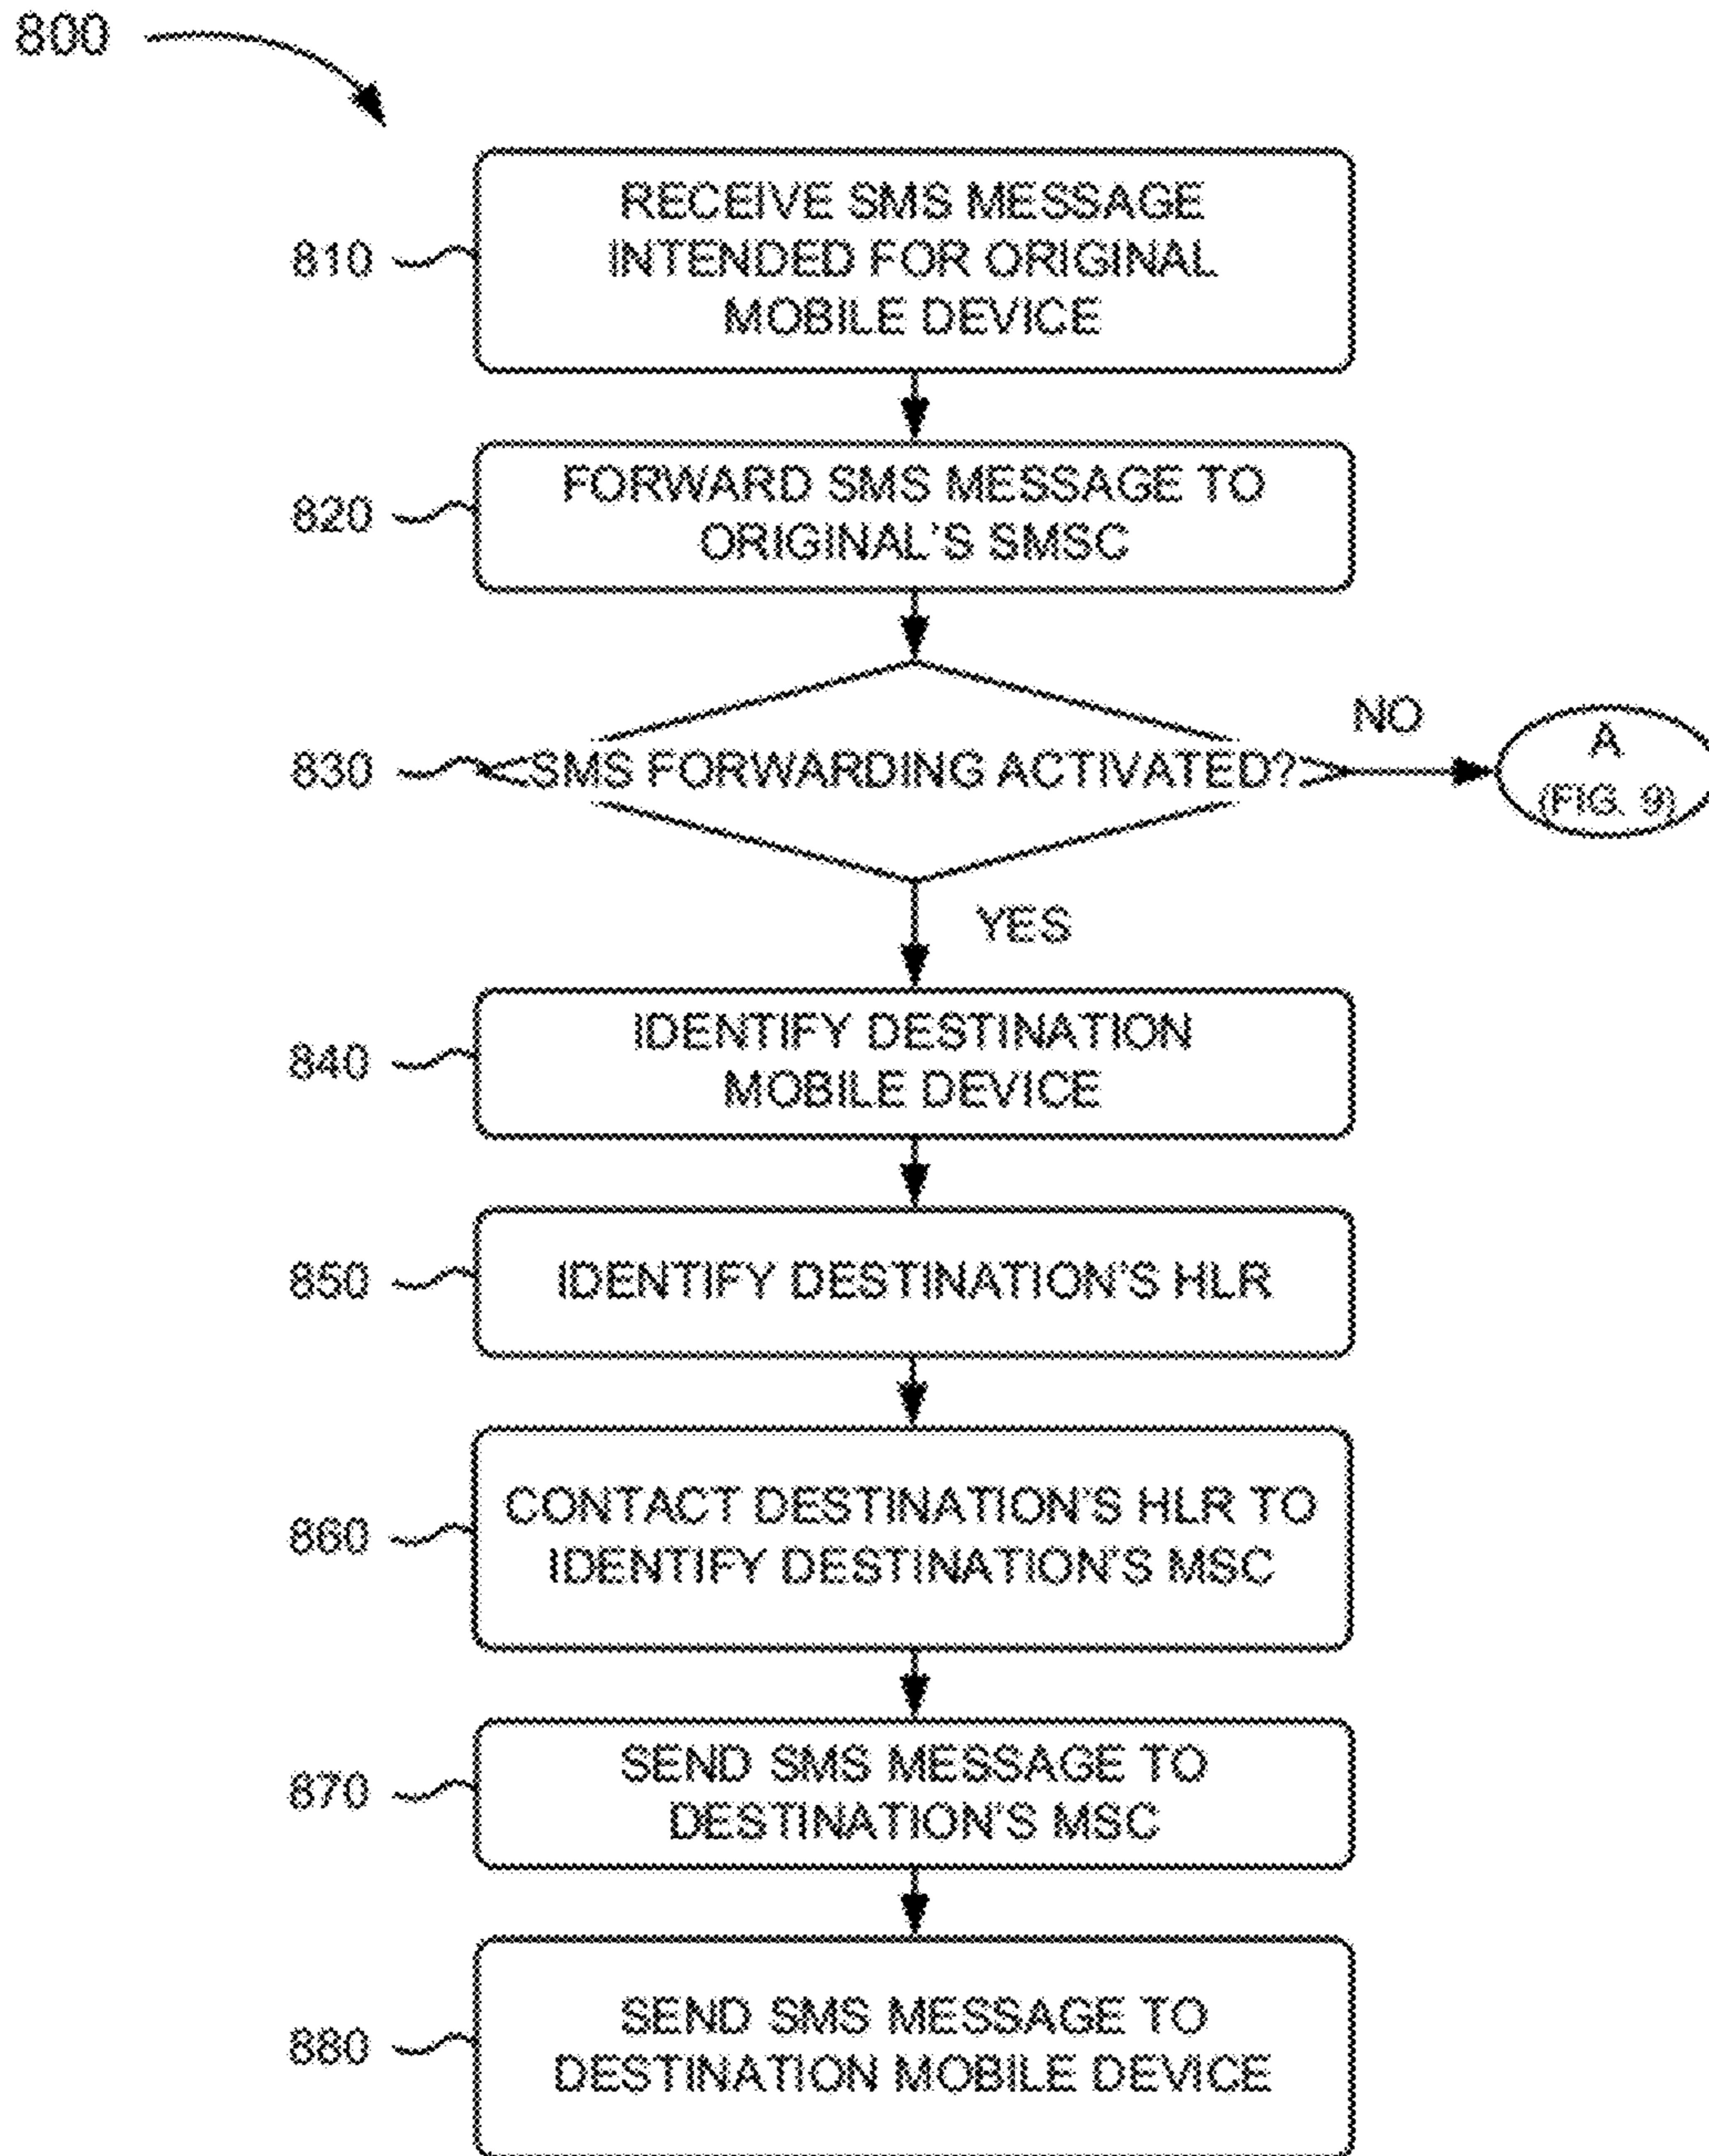 800
810
RECEIVE SMS MESSAGE
INTENDED FOR ORIGINAL
MOBILE DEVICE
820
FORWARD SMS MESSAGE TO
ORIGINAL'S SMSC
830
SMS FORWARDING ACTIVATED?
NO
A
(FIG. 9)
YES
840
IDENTIFY DESTINATION
MOBILE DEVICE
850
IDENTIFY DESTINATION'S HLR
860
CONTACT DESTINATION'S HLR TO
IDENTIFY DESTINATION'S MSC
870
SEND SMS MESSAGE TO
DESTINATION'S MSC
880
SEND SMS MESSAGE TO
DESTINATION MOBILE DEVICE